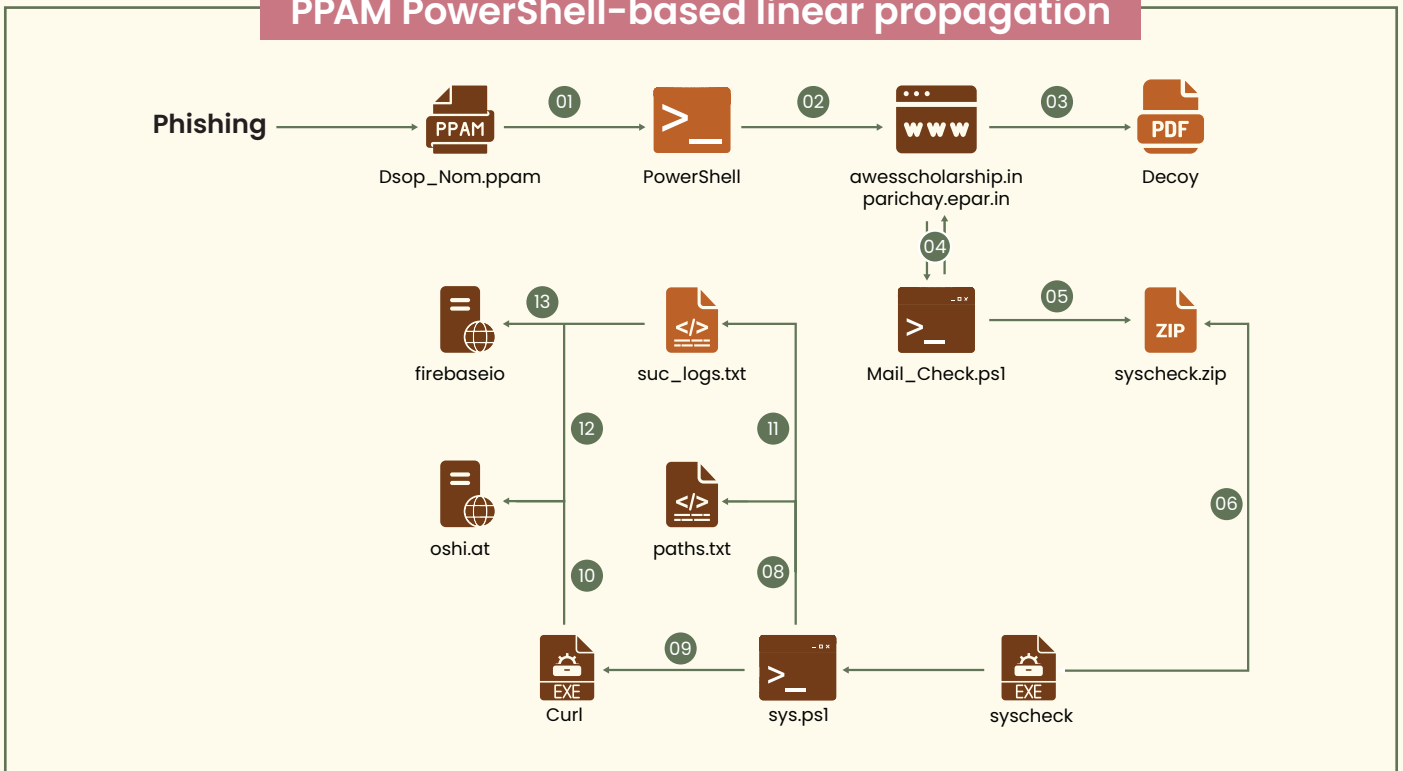 PPAM PowerShell-based linear propagation
Phishing
PPAM
Dsop_Nom.ppam
01
>_
PowerShell
02
WWW
awesscholarship.in
parichay.epar.in
03
PDF
Decoy
04
firebaseio
13
</>
suc_logs.txt
>_
Mail_Check.ps1
05
ZIP
syscheck.zip
12
11
oshi.at
</>
paths.txt
06
10
08
EXE
Curl
09
>_
sys.ps1
EXE
syscheck